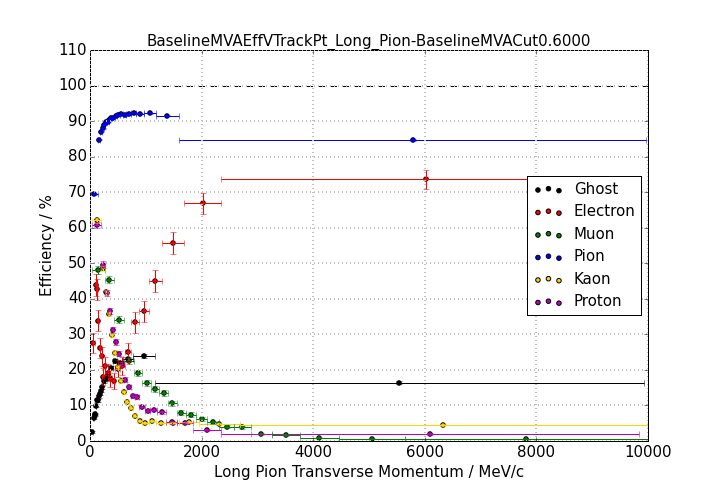 BaselineMVAEffVTrackPt_Long_Pion-BaselineMVACut0.6000
110
100
90
80
70
60
50
40
30
20
10
0
Efficiency / %
Ghost
Electron
Muon
Pion
Kaon
Proton
0 2000 4000 6000 8000 10000
Long Pion Transverse Momentum / MeV/c